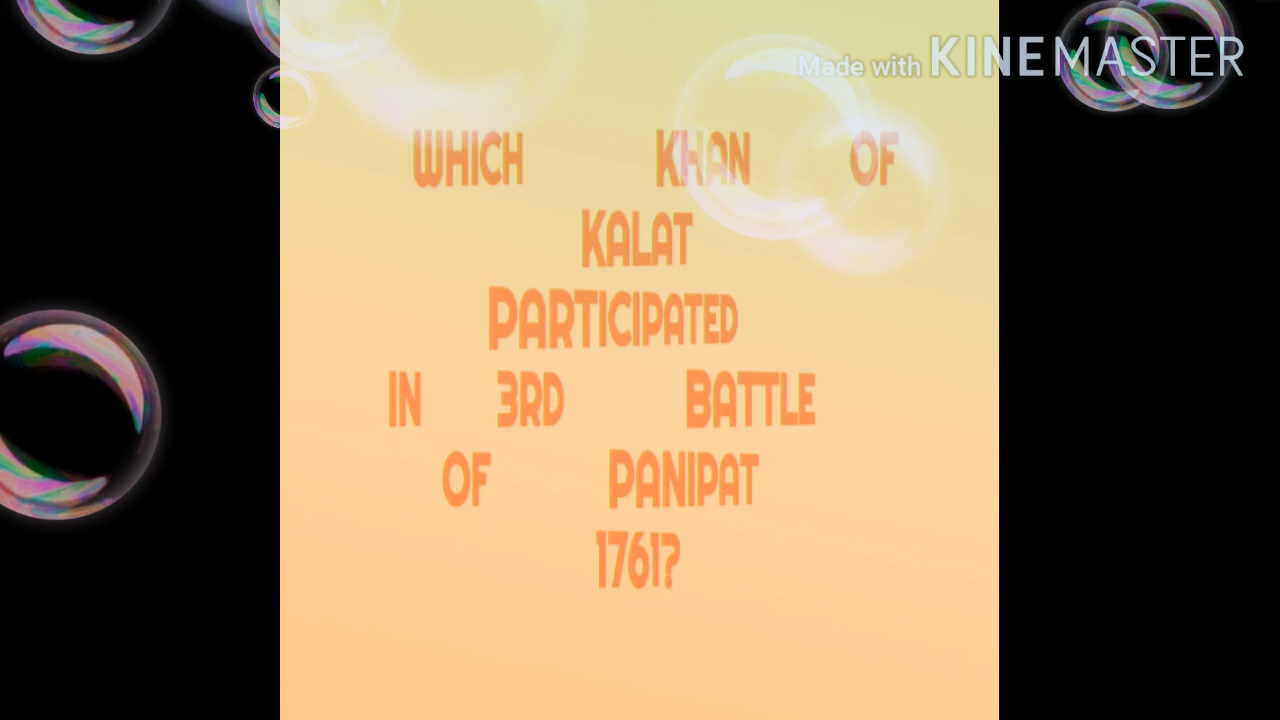 Made with KINEMASTER
WHICH KHAN OF
KALAT
PARTICIPATED
IN 3RD BATTLE
OF PANIPAT
1761?